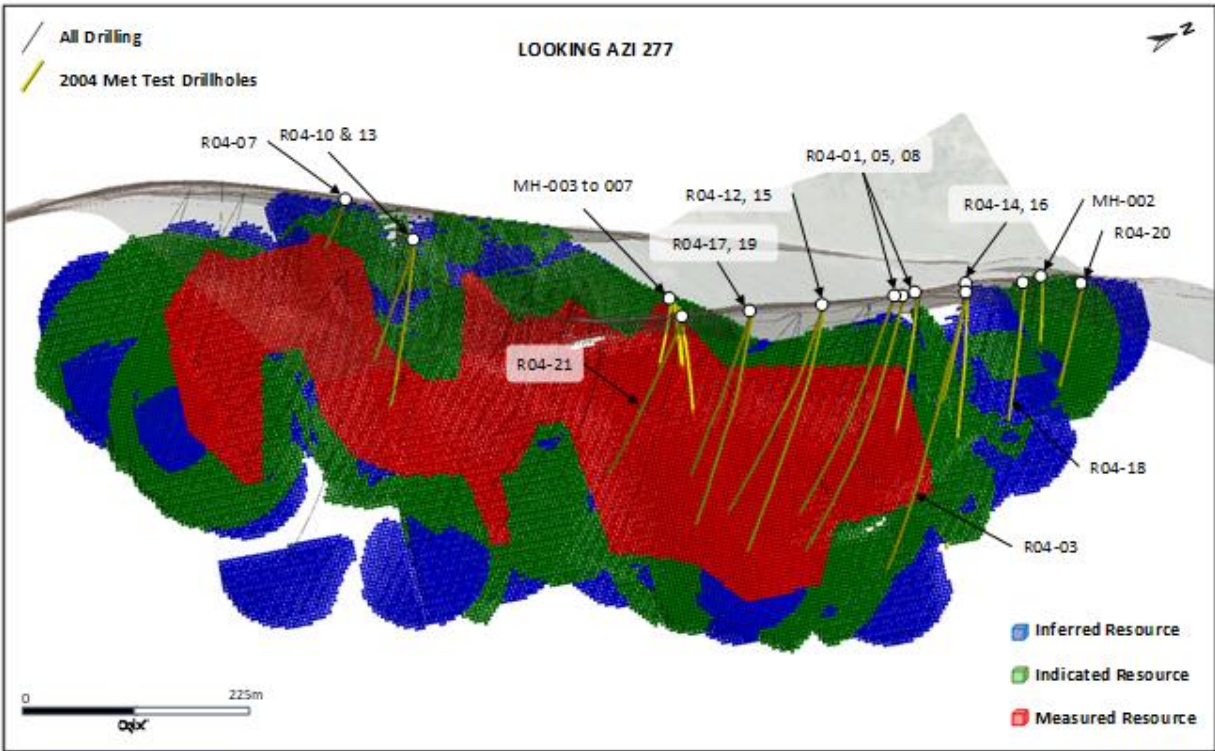 All Drilling
2004 Met Test Drillholes
LOOKING AZI 277
N
R04-07
R04-10 & 13
R04-01, 05, 08
MH-003 to 007
R04-12, 15
R04-14, 16
MH-002
R04-17, 19
R04-20
R04-21
R04-18
R04-03
Inferred Resource
Indicated Resource
Measured Resource
0
225m